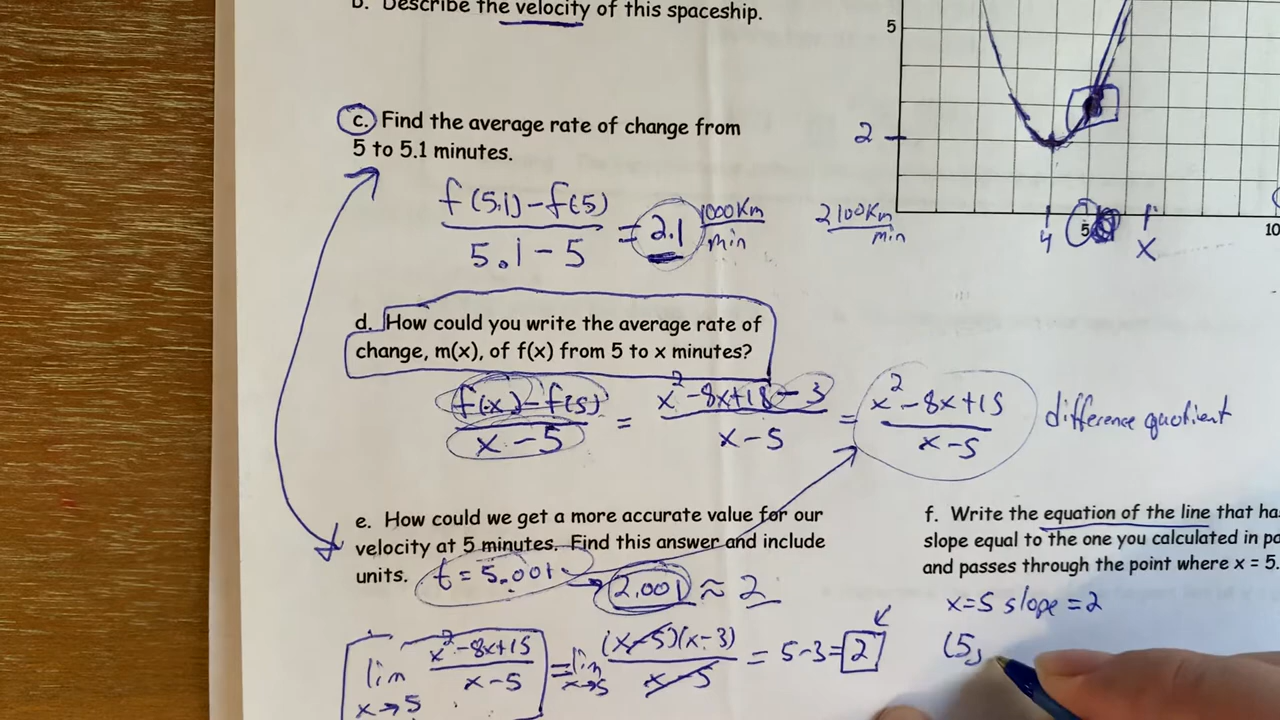 b. Describe the velocity of this spaceship.
5
2
c. Find the average rate of change from
5 to 5.1 minutes.
f(5.1)-f(5) / 5.1-5 = 2.1 1000Km/min 2100Km/min
4 5 X 10
d. How could you write the average rate of
change, m(x), of f(x) from 5 to x minutes?
f(x)-f(5) / x-5 = x²-8x+18-3 / x-5 = x²-8x+15 / x-5 difference quotient
e. How could we get a more accurate value for our
velocity at 5 minutes. Find this answer and include
units. t=5.001 → 2.001 ≈ 2
lim x→5 x²-8x+15 / x-5 = lim x→5 (x-5)(x-3) / x-5 = 5-3=2
f. Write the equation of the line that ha
slope equal to the one you calculated in pa
and passes through the point where x = 5.
x=5 slope=2
(5,